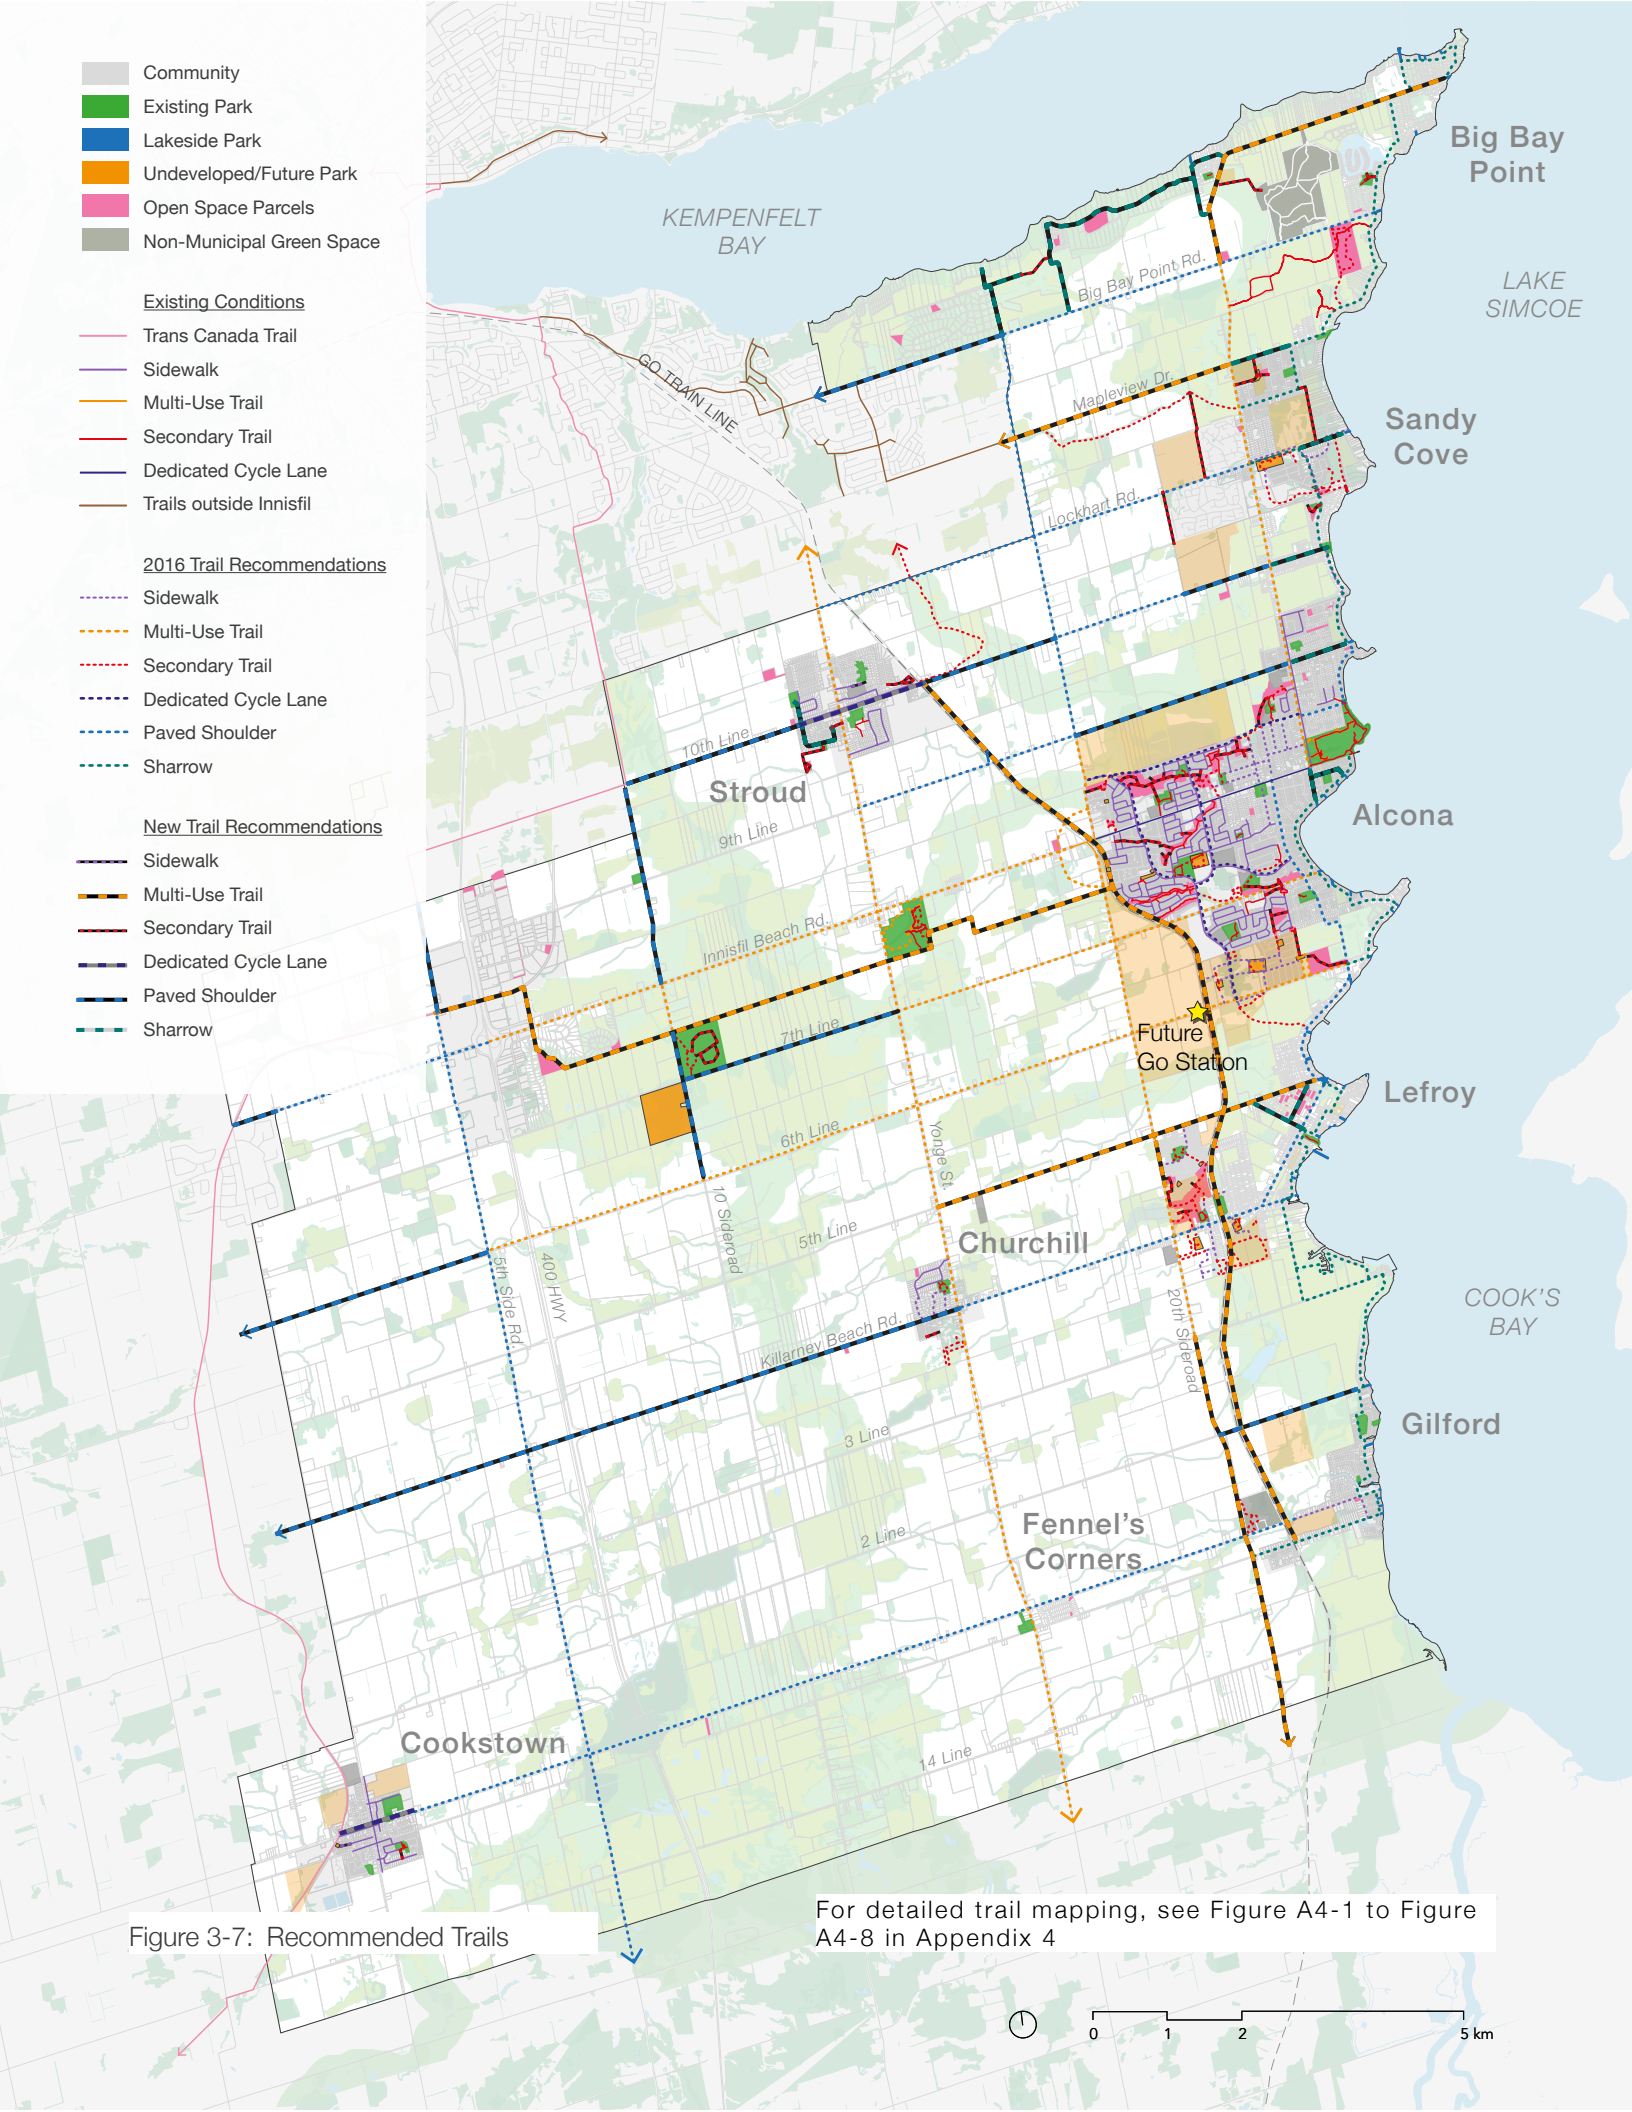 Community
Existing Park
Lakeside Park
Undeveloped/Future Park
Open Space Parcels
Non-Municipal Green Space
Existing Conditions
Trans Canada Trail
Sidewalk
Multi-Use Trail
Secondary Trail
Dedicated Cycle Lane
Trails outside Innisfil
2016 Trail Recommendations
Sidewalk
Multi-Use Trail
Secondary Trail
Dedicated Cycle Lane
Paved Shoulder
Sharrow
New Trail Recommendations
Sidewalk
Multi-Use Trail
Secondary Trail
Dedicated Cycle Lane
Paved Shoulder
Sharrow
Big Bay
Point
KEMPENFELT
BAY
LAKE
SIMCOE
Big Bay Point Rd.
GO TRAIN LINE
Mapleview Dr.
Sandy
Cove
Lockhart Rd.
10th Line
Stroud
9th Line
Alcona
Innisfil Beach Rd.
7th Line
Future
Go Station
Lefroy
6th Line
Yonge St.
10 Sideroad
5th Line
Churchill
5th Side Rd
400 HWY
20th Sideroad
COOK'S
BAY
Killarney Beach Rd.
3 Line
Gilford
2 Line
Fennel's
Corners
Cookstown
14 Line
For detailed trail mapping, see Figure A4-1 to Figure
A4-8 in Appendix 4
Figure 3-7: Recommended Trails
0 1 2 5 km